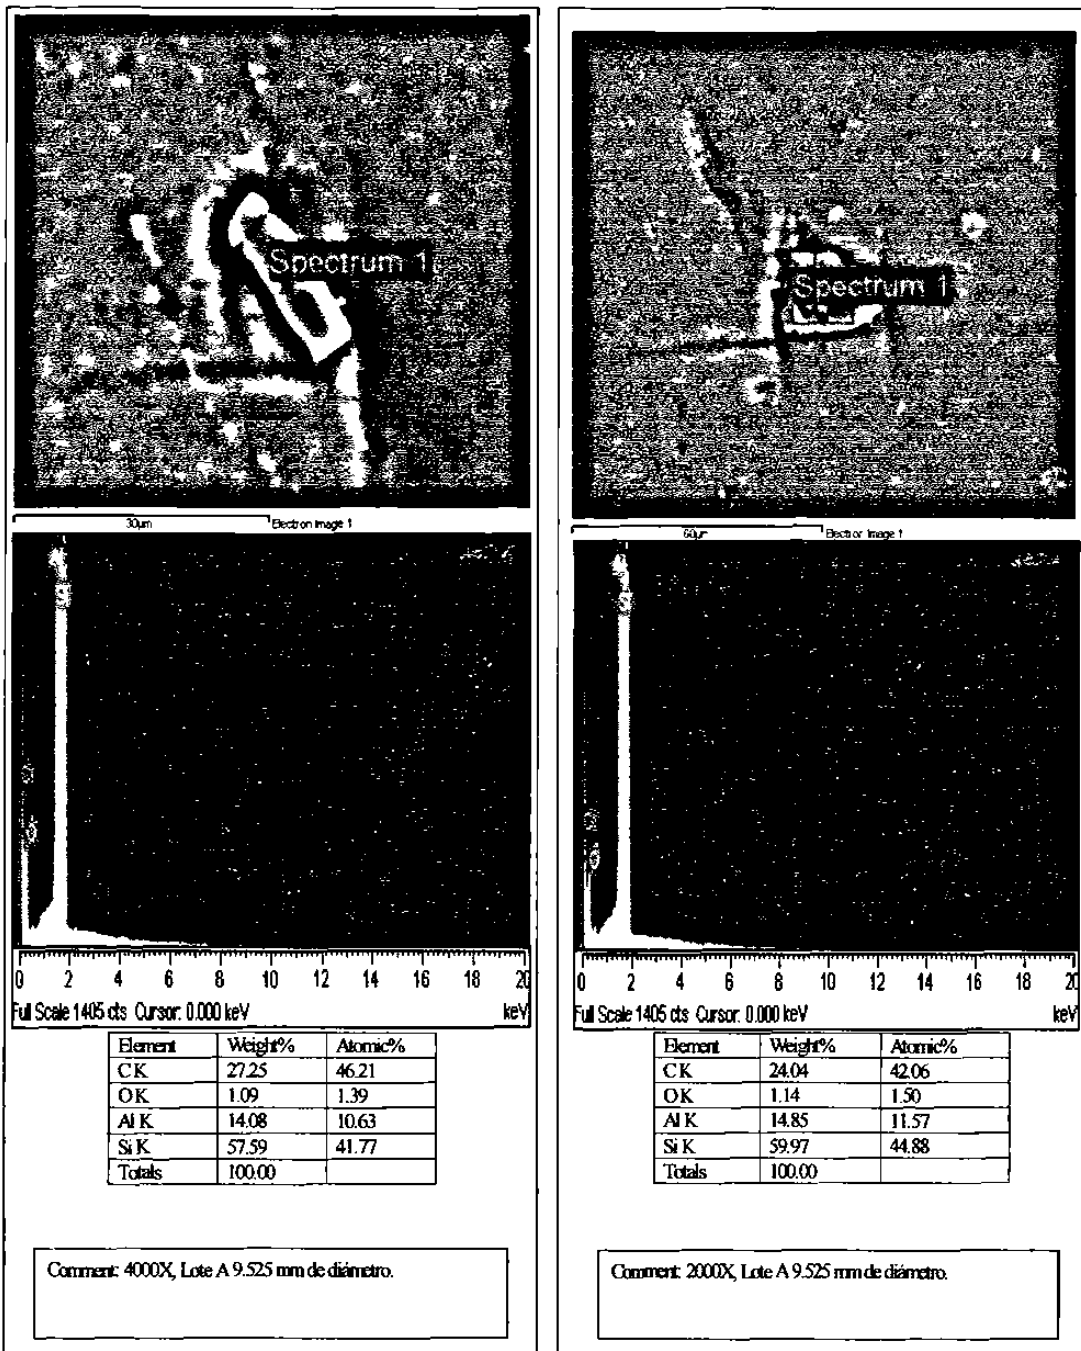 Spectrum 1
30µm
Electron Image 1
0 2 4 6 8 10 12 14 16 18 20
Full Scale 1405 cts Cursor: 0.000 keV
keV
Element Weight% Atomic%
C K 27.25 46.21
O K 1.09 1.39
Al K 14.08 10.63
Si K 57.59 41.77
Totals 100.00
Comment: 4000X, Lote A 9.525 mm de diámetro.
Spectrum 1
60µm
Electron Image 1
0 2 4 6 8 10 12 14 16 18 20
Full Scale 1405 cts Cursor: 0.000 keV
keV
Element Weight% Atomic%
C K 24.04 42.06
O K 1.14 1.50
Al K 14.85 11.57
Si K 59.97 44.88
Totals 100.00
Comment: 2000X, Lote A 9.525 mm de diámetro.